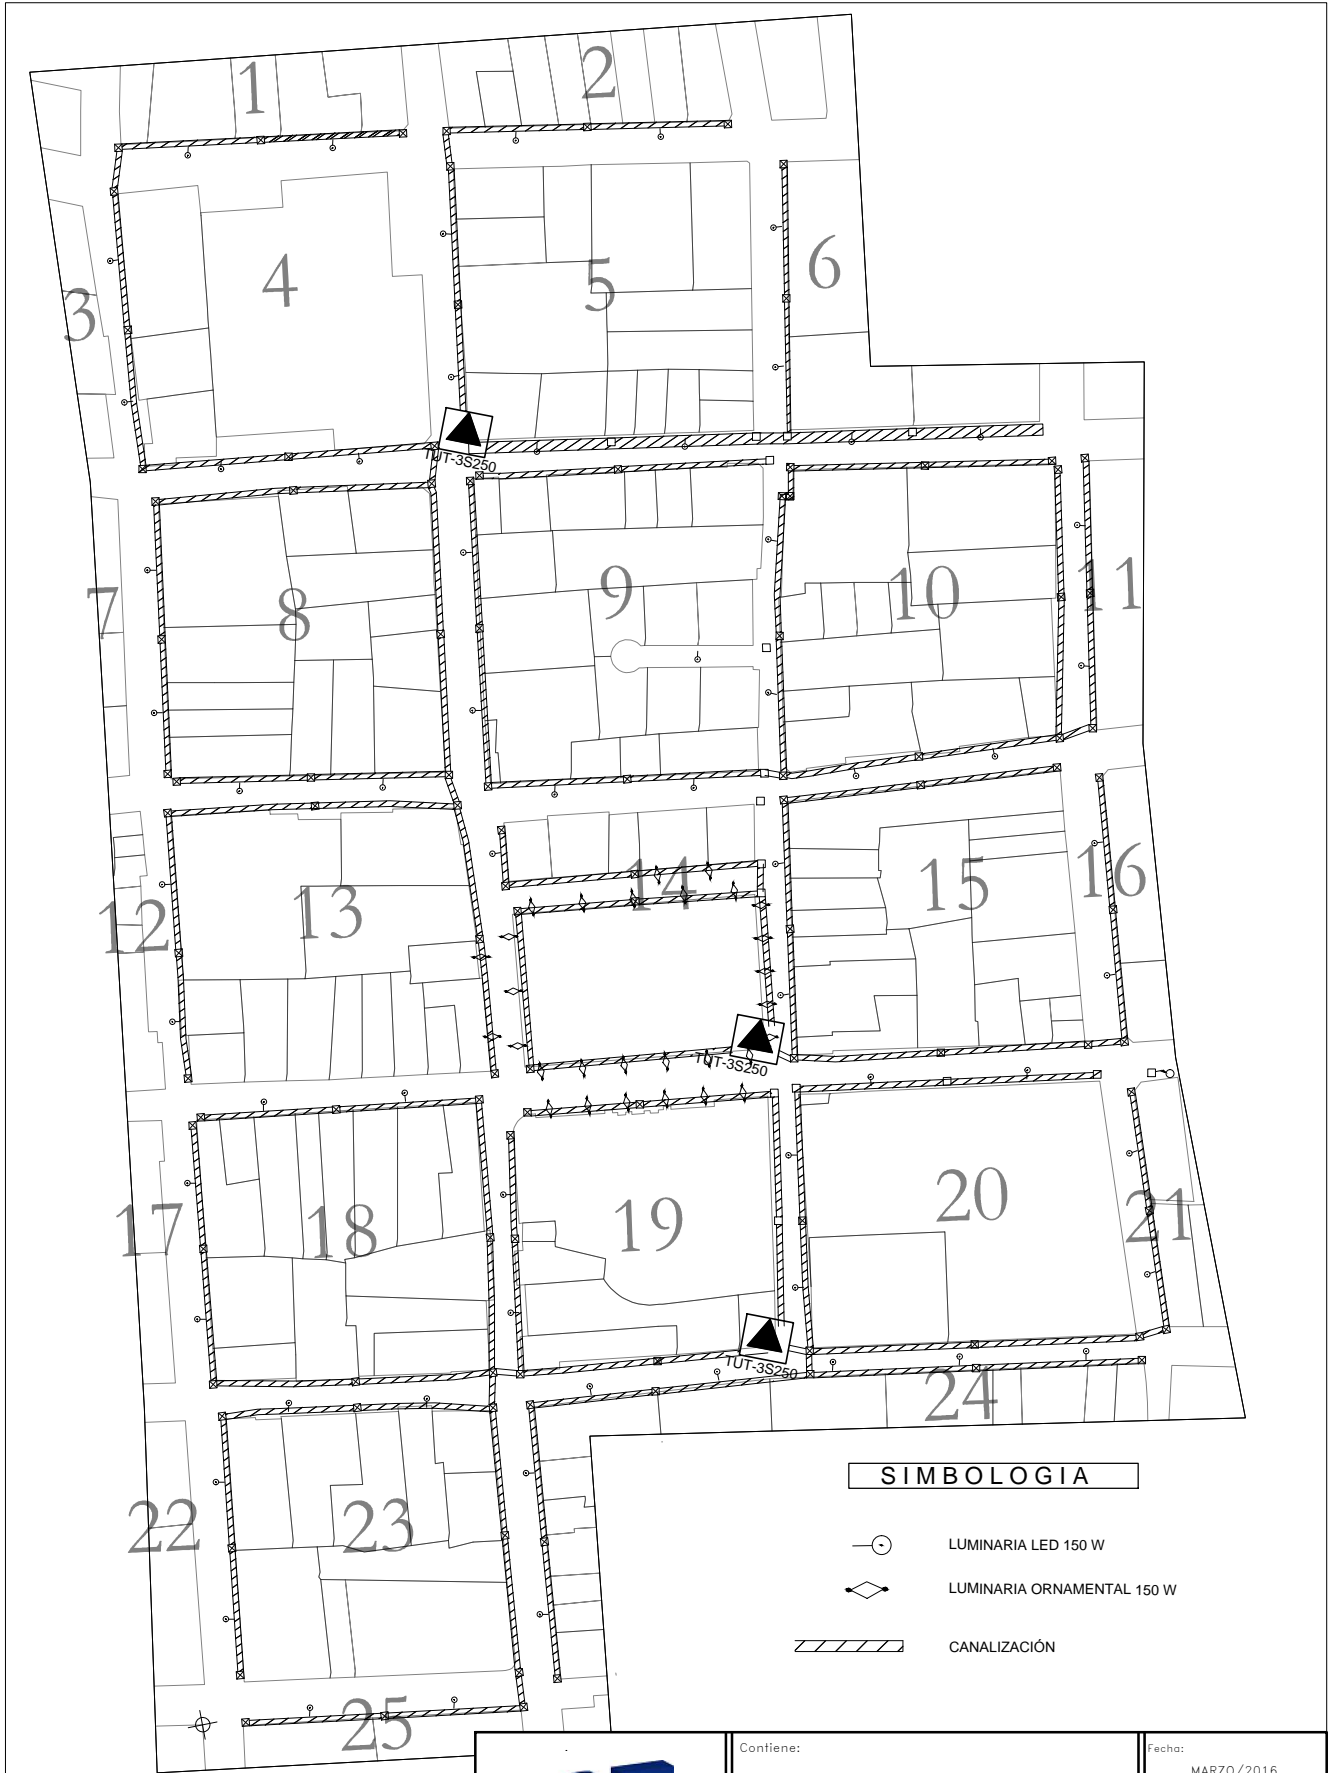 1
2
3
4
5
6
TUT-3S250
7
8
9
10
11
12
13
14
15
16
TUT-3S250
17
18
19
20
21
TUT-3S250
22
23
24
25
SIMBOLOGIA
LUMINARIA LED 150 W
LUMINARIA ORNAMENTAL 150 W
CANALIZACIÓN
Contiene:
Fecha:
MARZO/2016